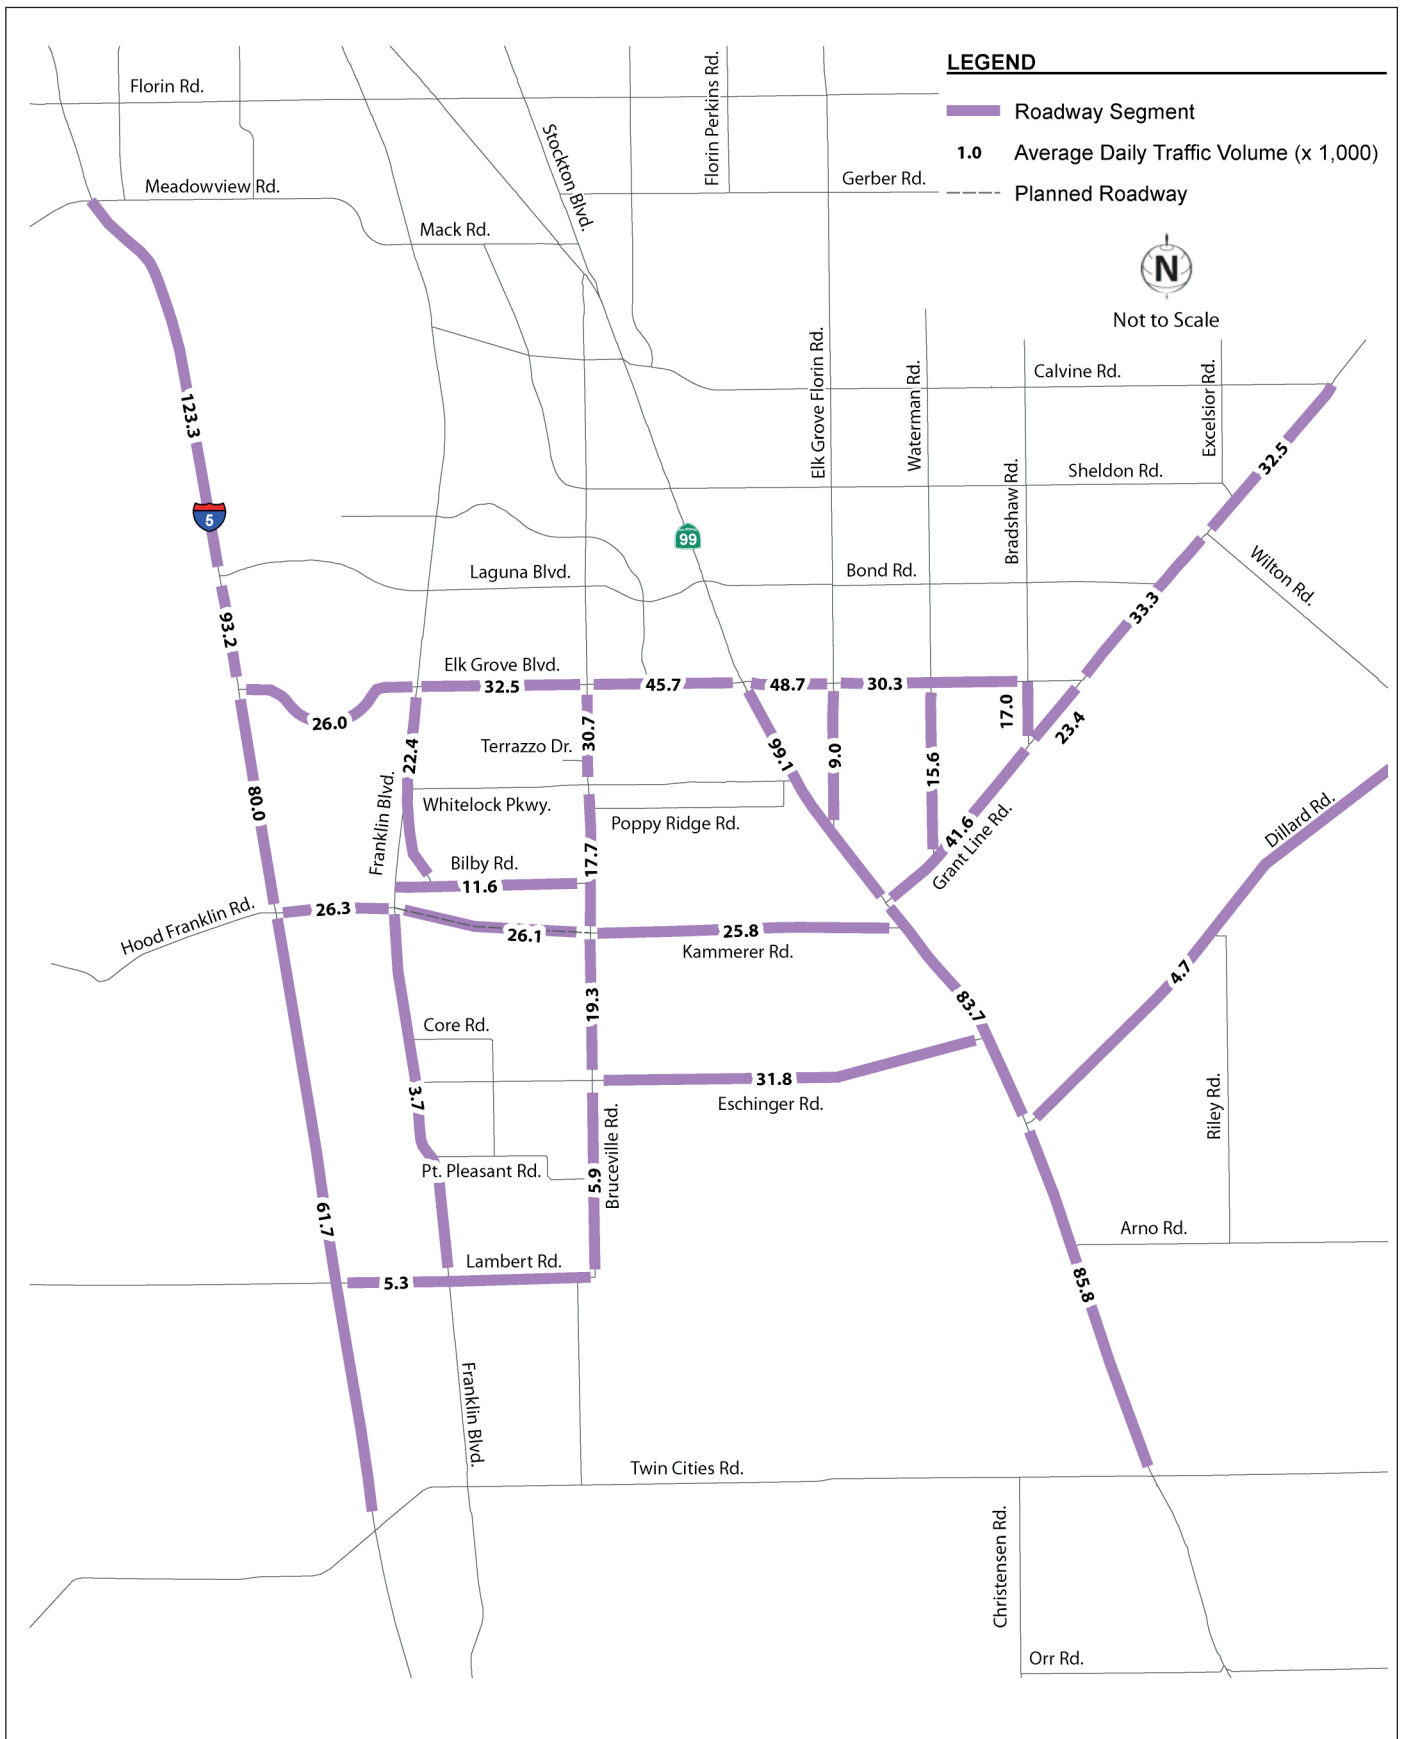 LEGEND
Roadway Segment
1.0 Average Daily Traffic Volume (x 1,000)
Planned Roadway
N
Not to Scale
Florin Rd.
Florin Perkins Rd.
Stockton Blvd.
Meadowview Rd.
Gerber Rd.
Mack Rd.
Elk Grove Florin Rd.
Waterman Rd.
Calvine Rd.
Excelsior Rd.
123.3
32.5
Bradshaw Rd.
Sheldon Rd.
5
99
Laguna Blvd.
Bond Rd.
Wilton Rd.
93.2
33.3
Elk Grove Blvd.
32.5
45.7
48.7
30.3
17.0
26.0
23.4
22.4
30.7
Terrazzo Dr.
99.1
9.0
15.6
80.0
Franklin Blvd.
Whitelock Pkwy.
Poppy Ridge Rd.
41.6
Grant Line Rd.
Dillard Rd.
17.7
Bilby Rd.
11.6
Hood Franklin Rd.
26.3
26.1
25.8
Kammerer Rd.
4.7
83.7
19.3
Core Rd.
3.7
31.8
Eschinger Rd.
Riley Rd.
Bruceville Rd.
Pt. Pleasant Rd.
5.9
61.7
Arno Rd.
Lambert Rd.
5.3
85.8
Franklin Blvd.
Twin Cities Rd.
Christensen Rd.
Orr Rd.